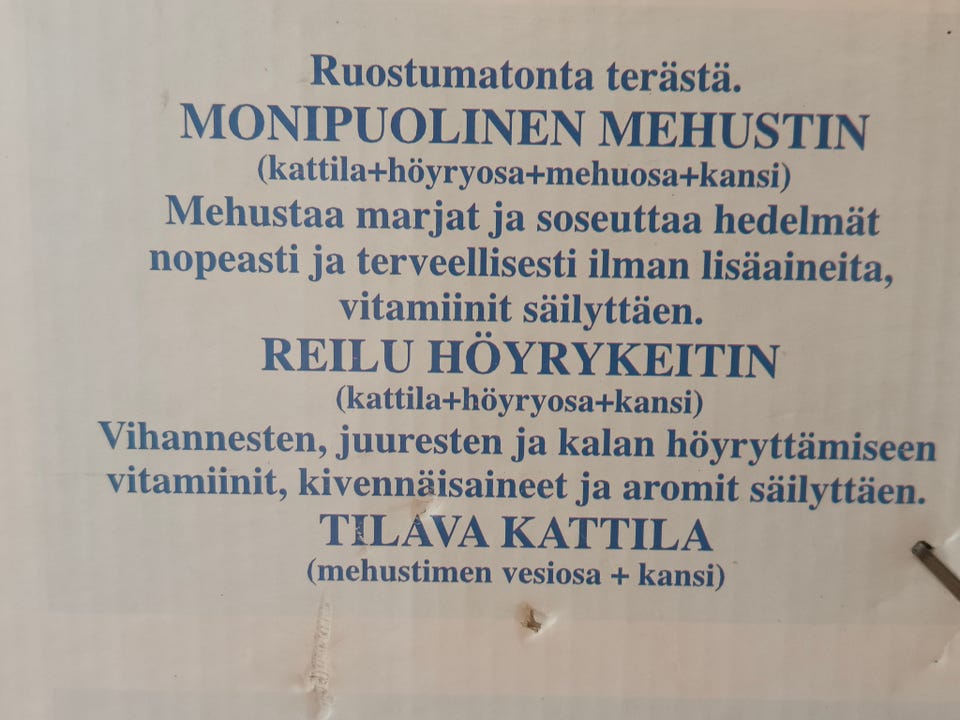 Ruostumatonta terästä.
MONIPUOLINEN MEHUSTIN
(kattila+höyryosa+mehuosa+kansi)
Mehustaa marjat ja soseuttaa hedelmät
nopeasti ja terveellisesti ilman lisäaineita,
vitamiinit säilyttäen.
REILU HÖYRYKEITIN
(kattila+höyryosa+kansi)
Vihannesten, juuresten ja kalan höyryttämiseen
vitamiinit, kivennäisaineet ja aromit säilyttäen.
TILAVA KATTILA
(mehustimen vesiosa + kansi)